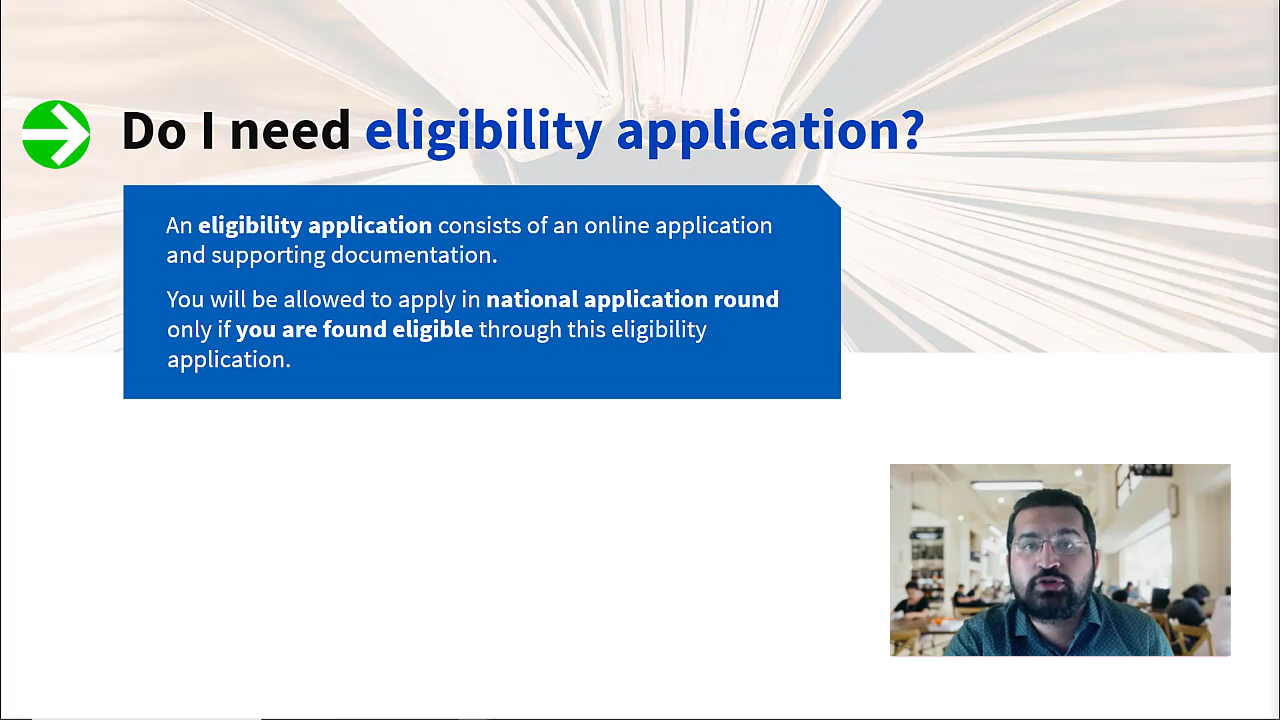 Do I need eligibility application?
An eligibility application consists of an online application
and supporting documentation.
You will be allowed to apply in national application round
only if you are found eligible through this eligibility
application.